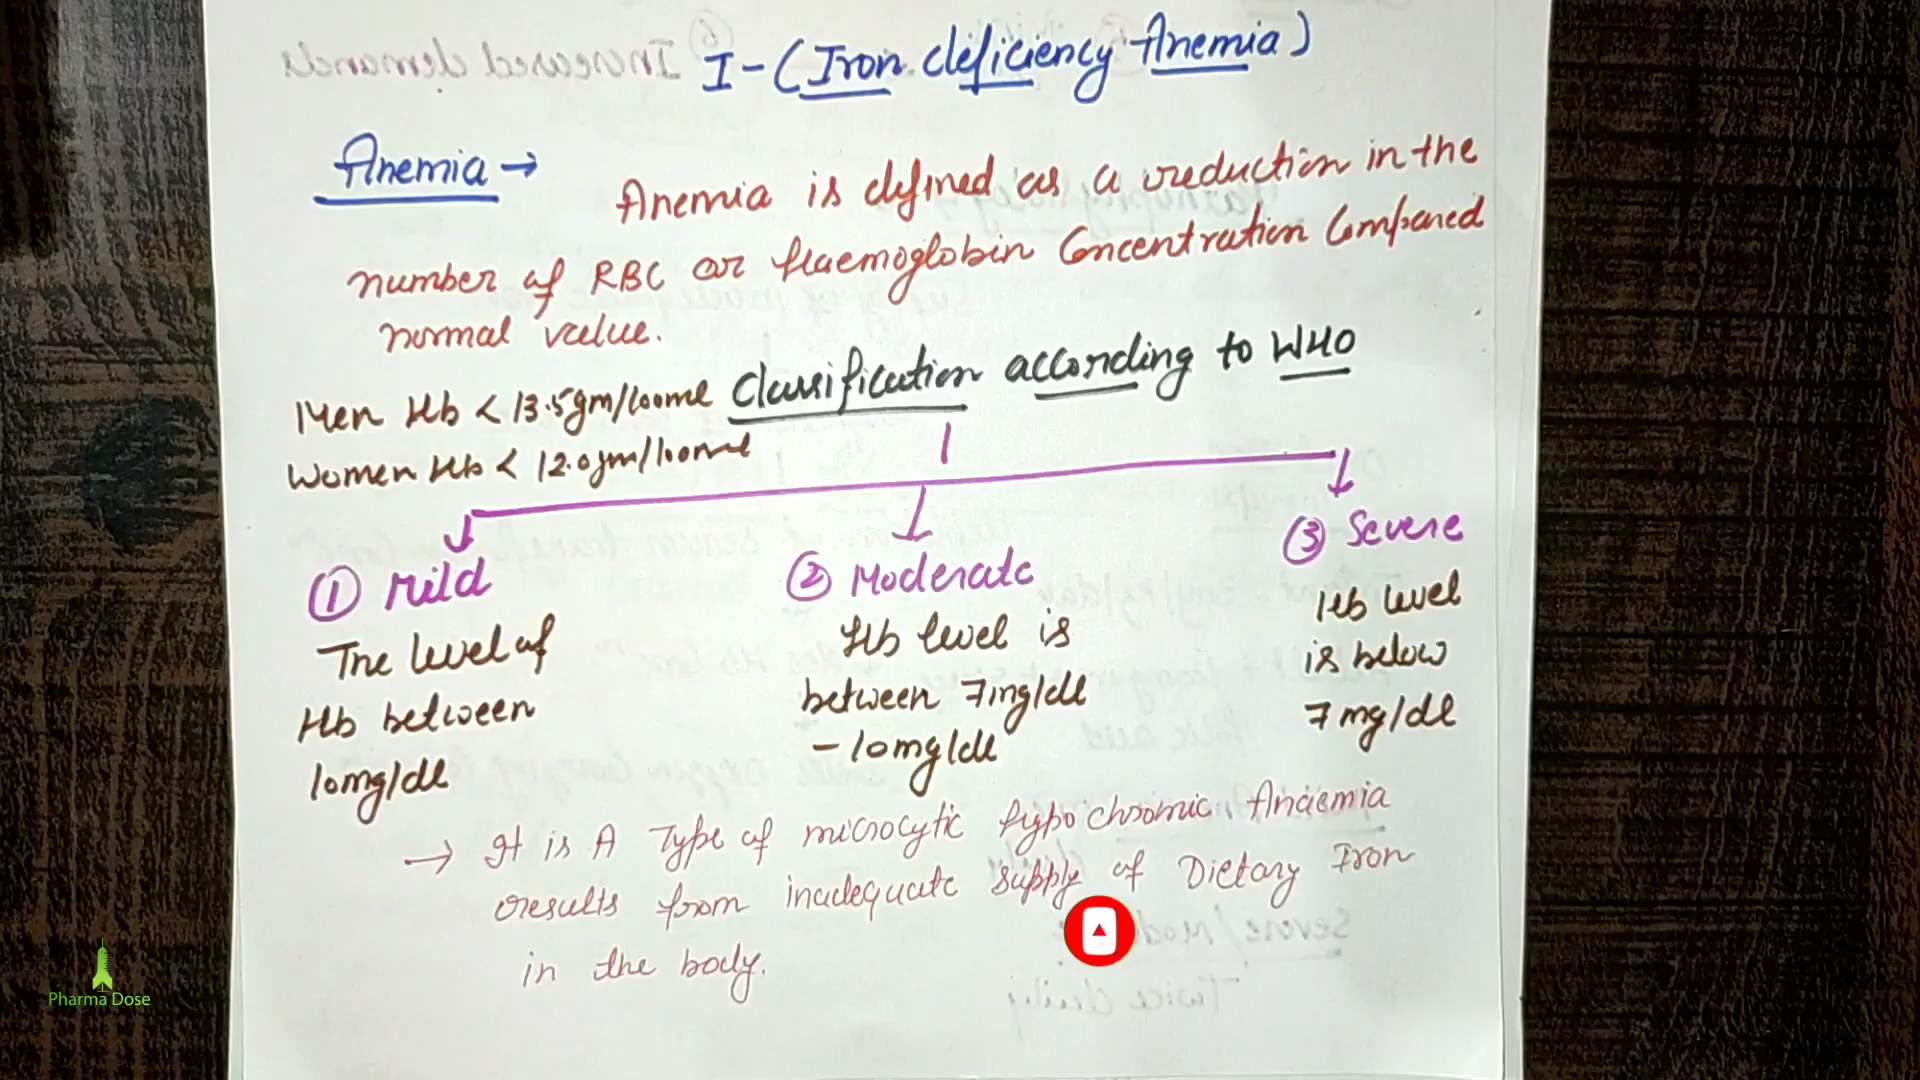 I-(Iron deficiency Anemia)
Anemia →
Anemia is defined as a reduction in the
number of RBC or Haemoglobin Concentration Compared
normal value.
Classification according to WHO
Men Hb < 13.5gm/100ml
Women Hb < 12.0gm/100ml
① Mild
The level of
Hb between
10mg/dl
② Moderate
Hb level is
between 7mg/dl
- 10mg/dl
③ Severe
Hb level
is below
7mg/dl
→ It is A Type of microcytic hypochromic Anaemia
results from inadequate supply of Dietary Iron
in the body.
Pharma Dose